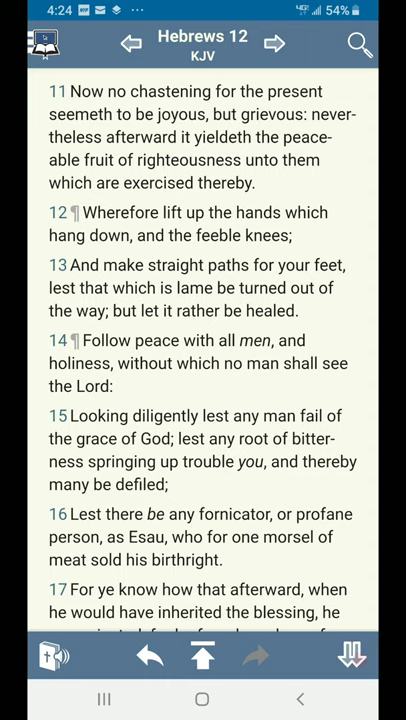 4:24 54%
Hebrews 12
KJV
11 Now no chastening for the present
seemeth to be joyous, but grievous: never-
theless afterward it yieldeth the peace-
able fruit of righteousness unto them
which are exercised thereby.
12 ¶ Wherefore lift up the hands which
hang down, and the feeble knees;
13 And make straight paths for your feet,
lest that which is lame be turned out of
the way; but let it rather be healed.
14 ¶ Follow peace with all men, and
holiness, without which no man shall see
the Lord:
15 Looking diligently lest any man fail of
the grace of God; lest any root of bitter-
ness springing up trouble you, and thereby
many be defiled;
16 Lest there be any fornicator, or profane
person, as Esau, who for one morsel of
meat sold his birthright.
17 For ye know how that afterward, when
he would have inherited the blessing, he